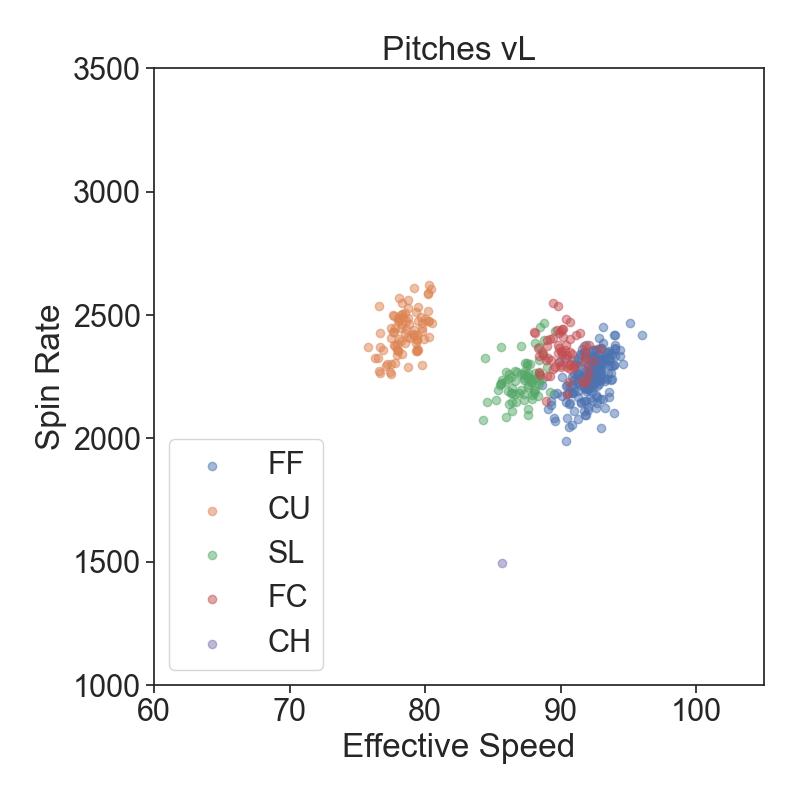 Pitches vL
3500
3000
2500
2000
1500
1000
Spin Rate
FF
CU
SL
FC
CH
60 70 80 90 100
Effective Speed